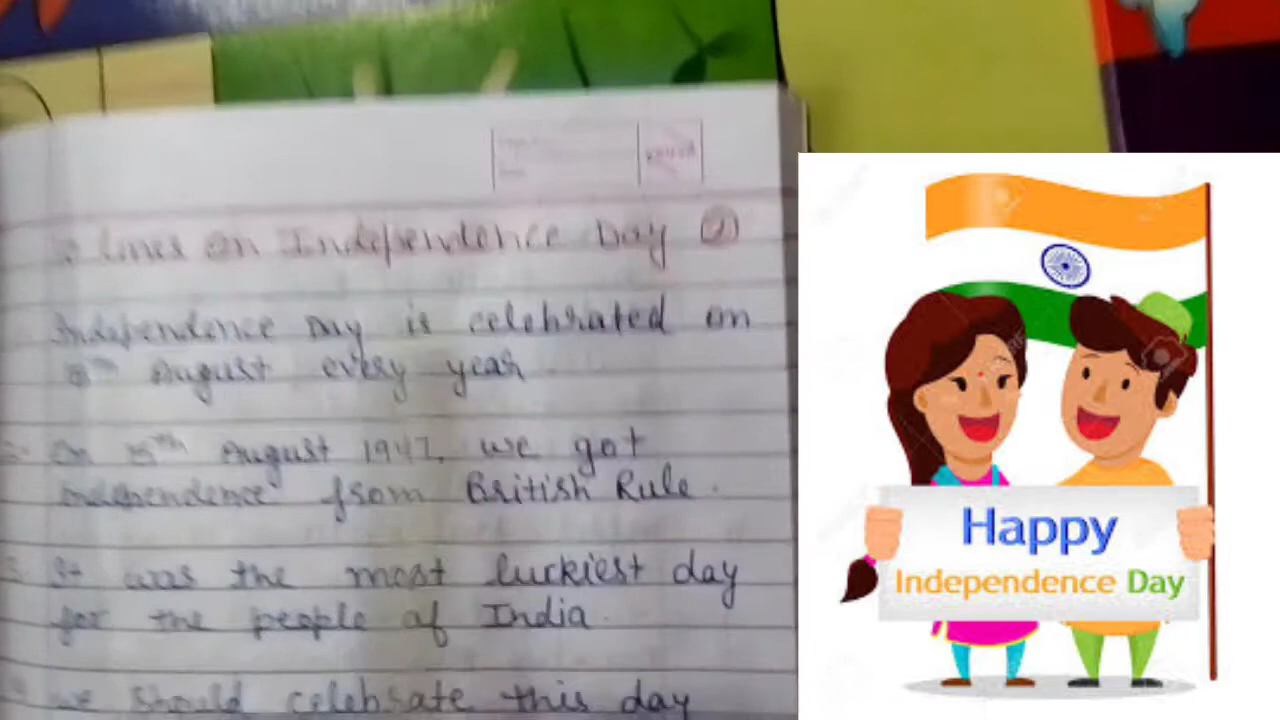 lines on Independence Day
Independence Day is celebrated on
August every year
On 15th August 1947, we got
independence from British Rule.
It was the most luckiest day
for the people of India.
we should celebrate this day
Happy
Independence Day